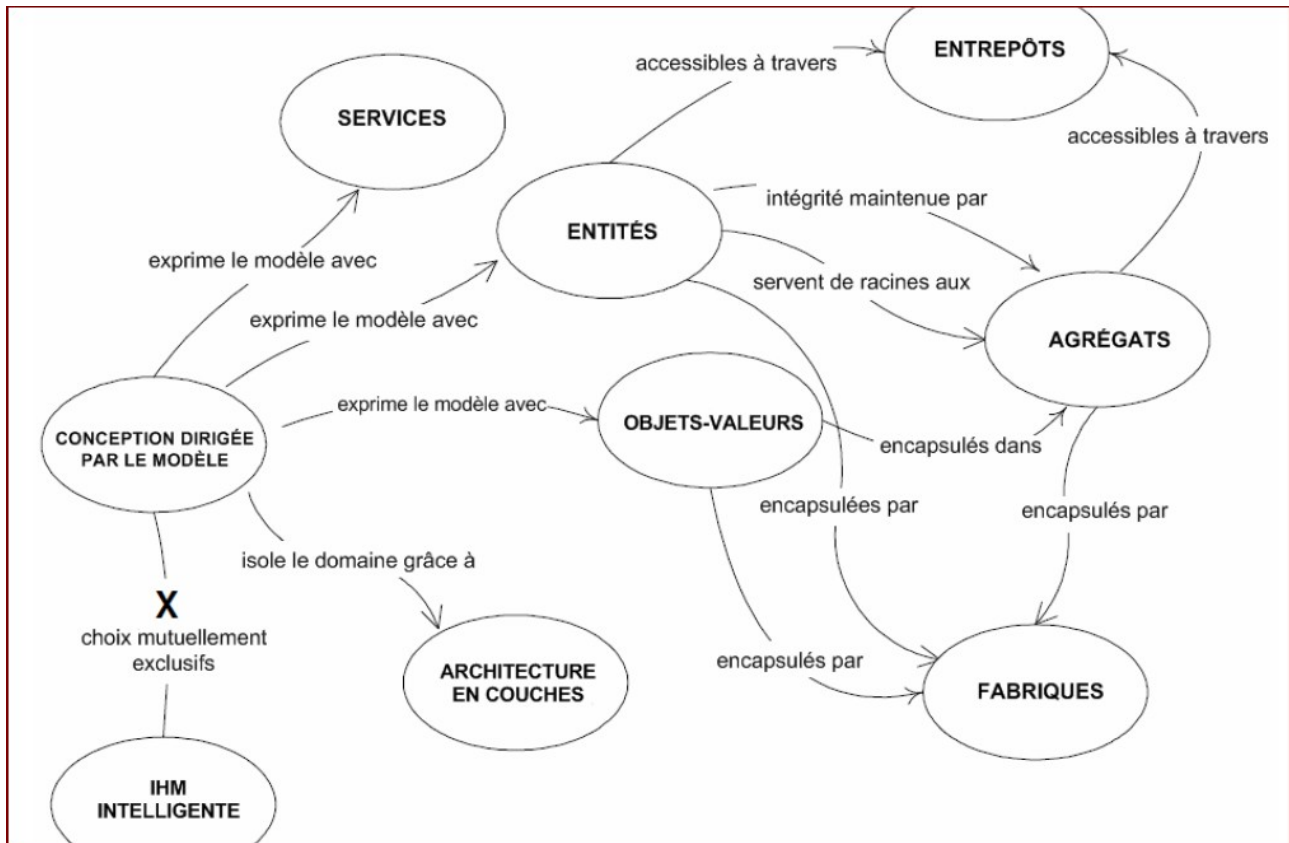 ENTREPÔTS
accessibles à travers
SERVICES
accessibles à travers
intégrité maintenue par
ENTITÉS
exprime le modèle avec
servent de racines aux
exprime le modèle avec
AGRÉGATS
exprime le modèle avec
OBJETS-VALEURS
CONCEPTION DIRIGÉE
PAR LE MODÈLE
encapsulés dans
encapsulées par
encapsulés par
isole le domaine grâce à
X
choix mutuellement
exclusifs
encapsulés par
ARCHITECTURE
EN COUCHES
FABRIQUES
IHM
INTELLIGENTE